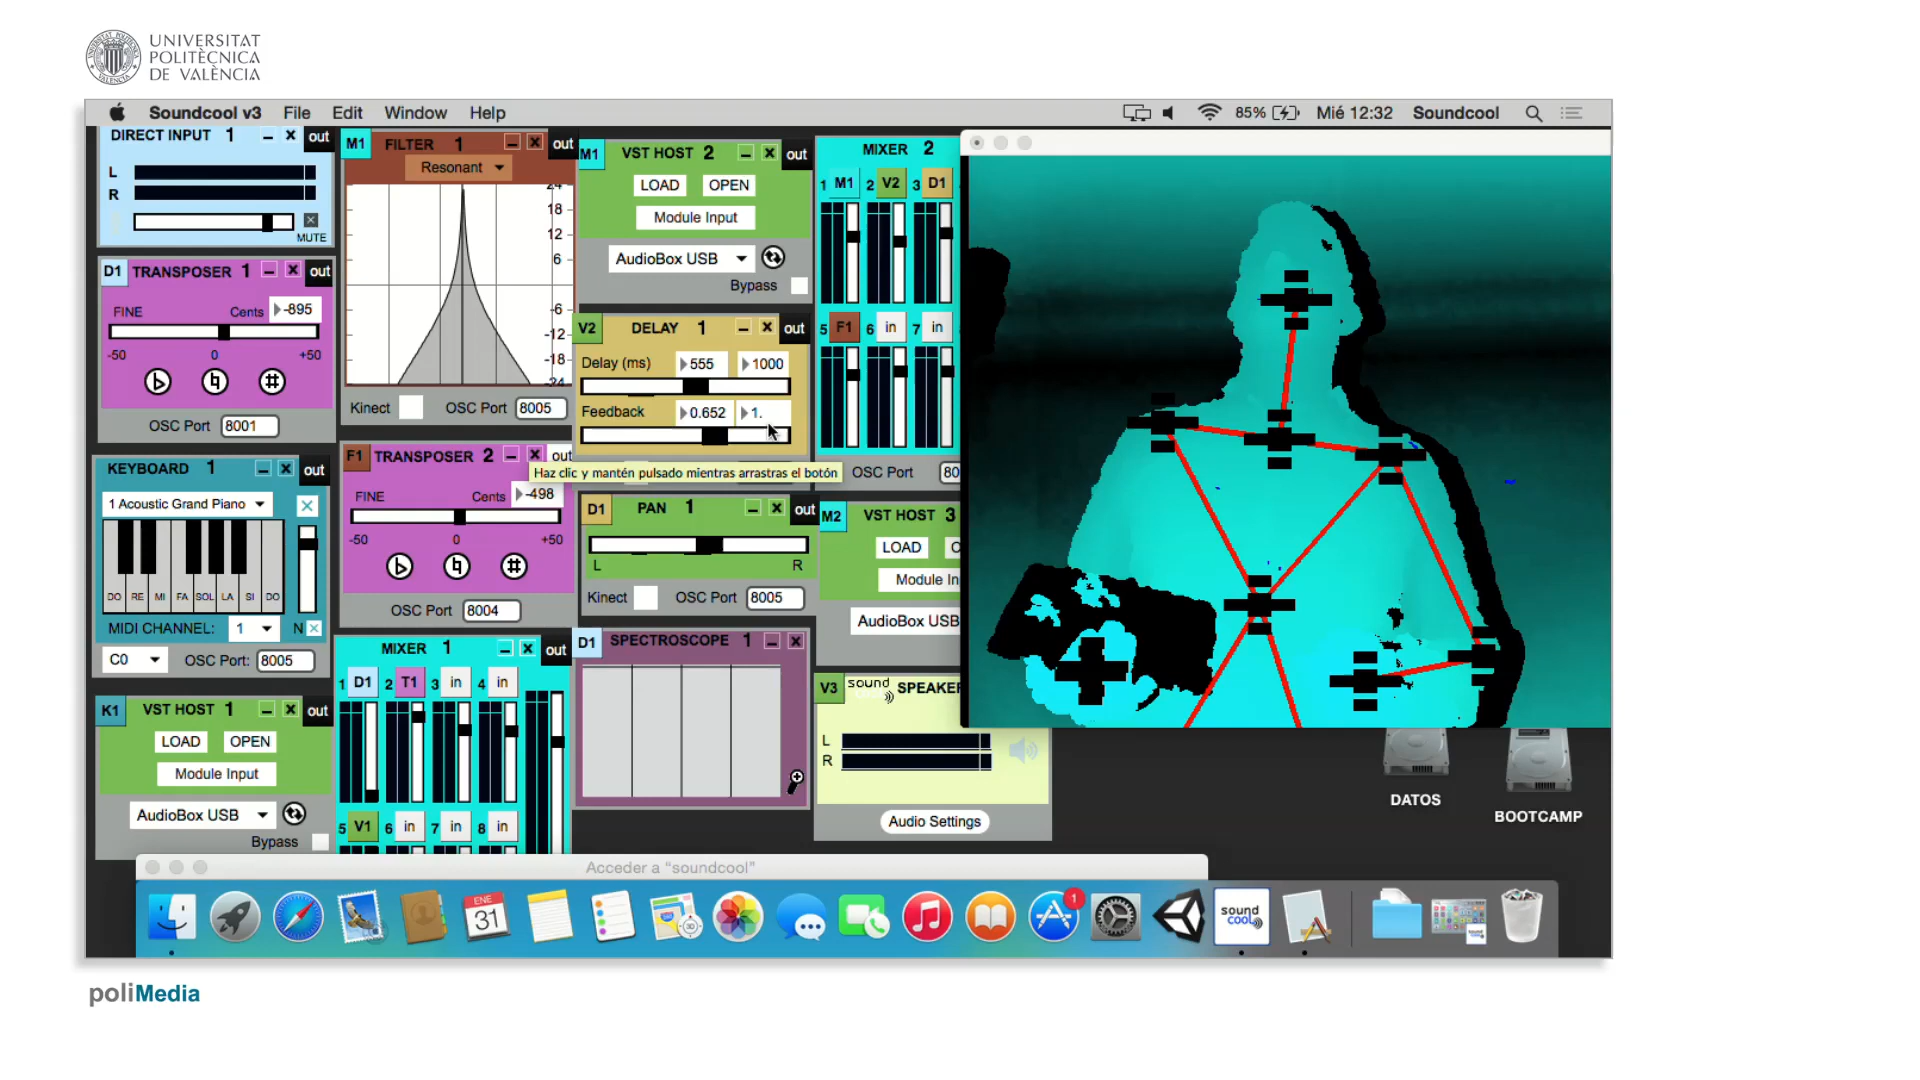 UNIVERSITAT
POLITÈCNICA
DE VALÈNCIA
Soundcool v3 File Edit Window Help
85% Mié 12:32 Soundcool
DIRECT INPUT 1 out
L
R
MUTE
D1 TRANSPOSER 1 out
FINE Cents -895
-50 0 +50
OSC Port 8001
KEYBOARD 1 out
1 Acoustic Grand Piano
DO RE MI FA SOL LA SI DO
MIDI CHANNEL: 1 N
C0 OSC Port: 8005
K1 VST HOST 1 out
LOAD OPEN
Module Input
AudioBox USB
Bypass
M1 FILTER 1 out
Resonant
24
18
12
6
-6
-12
-18
-24
Kinect OSC Port 8005
F1 TRANSPOSER 2 out
FINE Cents -498
-50 0 +50
OSC Port 8004
MIXER 1 out
1 D1 2 T1 3 in 4 in
5 V1 6 in 7 in 8 in
M1 VST HOST 2 out
LOAD OPEN
Module Input
AudioBox USB
Bypass
V2 DELAY 1 out
Delay (ms) 555 1000
Feedback 0.652 1.
Haz clic y mantén pulsado mientras arrastras el botón
D1 PAN 1 out
L R
Kinect OSC Port 8005
D1 SPECTROSCOPE 1
MIXER 2
1 M1 2 V2 3 D1
5 F1 6 in 7 in
OSC Port 80
M2 VST HOST 3
LOAD O
Module In
AudioBox USB
V3 sound SPEAKER
L
R
Audio Settings
DATOS
BOOTCAMP
Acceder a “soundcool”
ENE
31
1
sound
cool
poliMedia